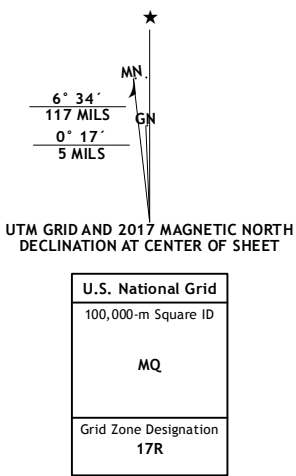 MN
6° 34´
117 MILS
GN
0° 17´
5 MILS
UTM GRID AND 2017 MAGNETIC NORTH
DECLINATION AT CENTER OF SHEET
U.S. National Grid
100,000-m Square ID
MQ
Grid Zone Designation
17R